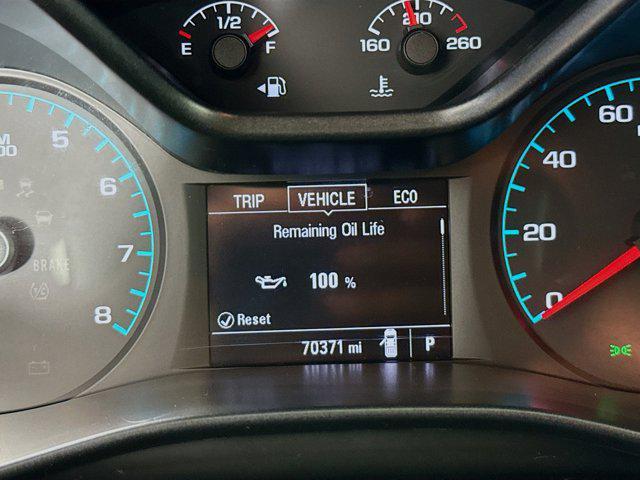 E 1/2 F
160 210 260
5
6
7
8
BRAKE
60
40
20
0
TRIP VEHICLE ECO
Remaining Oil Life
100 %
Reset
70371 mi P